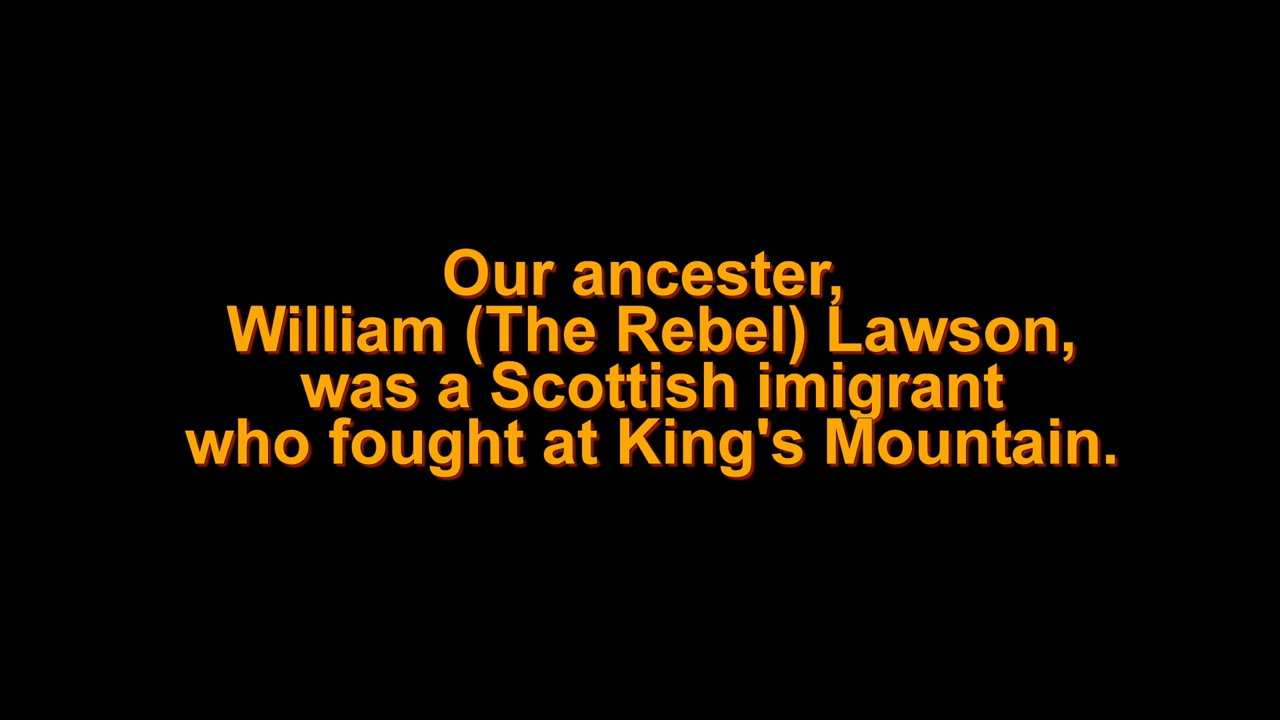 Our ancester,
William (The Rebel) Lawson,
was a Scottish imigrant
who fought at King's Mountain.